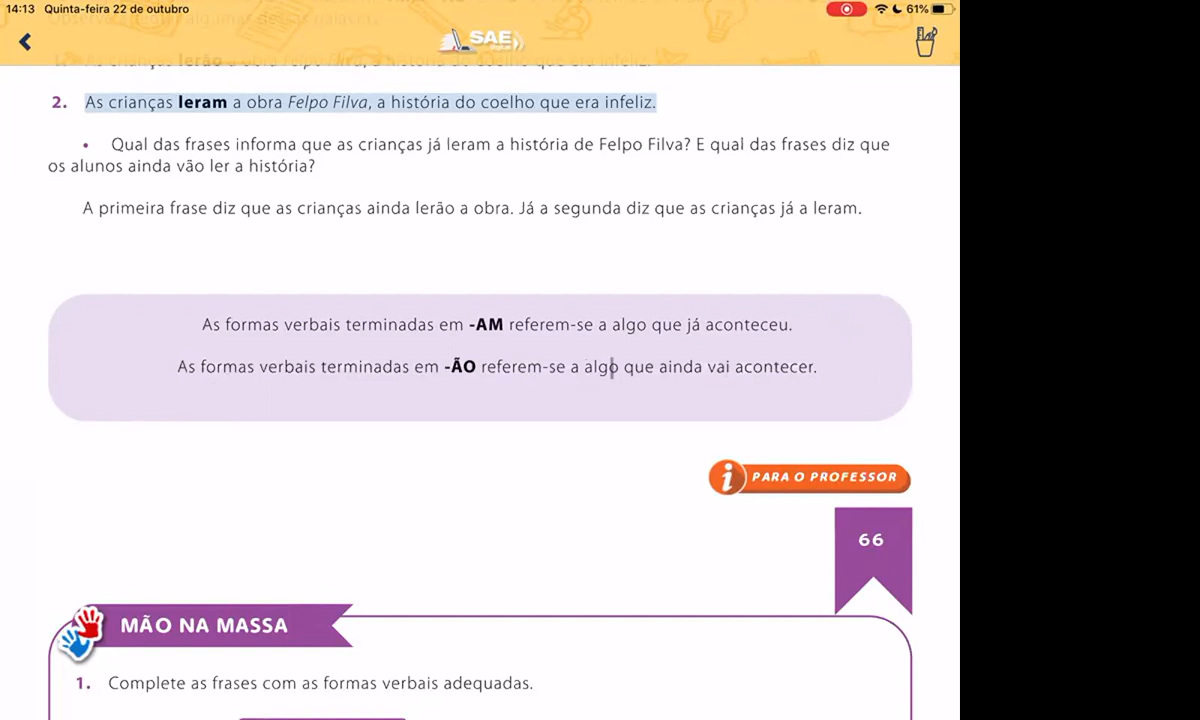 14:13 Quinta-feira 22 de outubro
61%
SAE
2. As crianças leram a obra Felpo Filva, a história do coelho que era infeliz.
• Qual das frases informa que as crianças já leram a história de Felpo Filva? E qual das frases diz que
os alunos ainda vão ler a história?
A primeira frase diz que as crianças ainda lerão a obra. Já a segunda diz que as crianças já a leram.
As formas verbais terminadas em -AM referem-se a algo que já aconteceu.
As formas verbais terminadas em -ÃO referem-se a algo que ainda vai acontecer.
i PARA O PROFESSOR
66
MÃO NA MASSA
1. Complete as frases com as formas verbais adequadas.